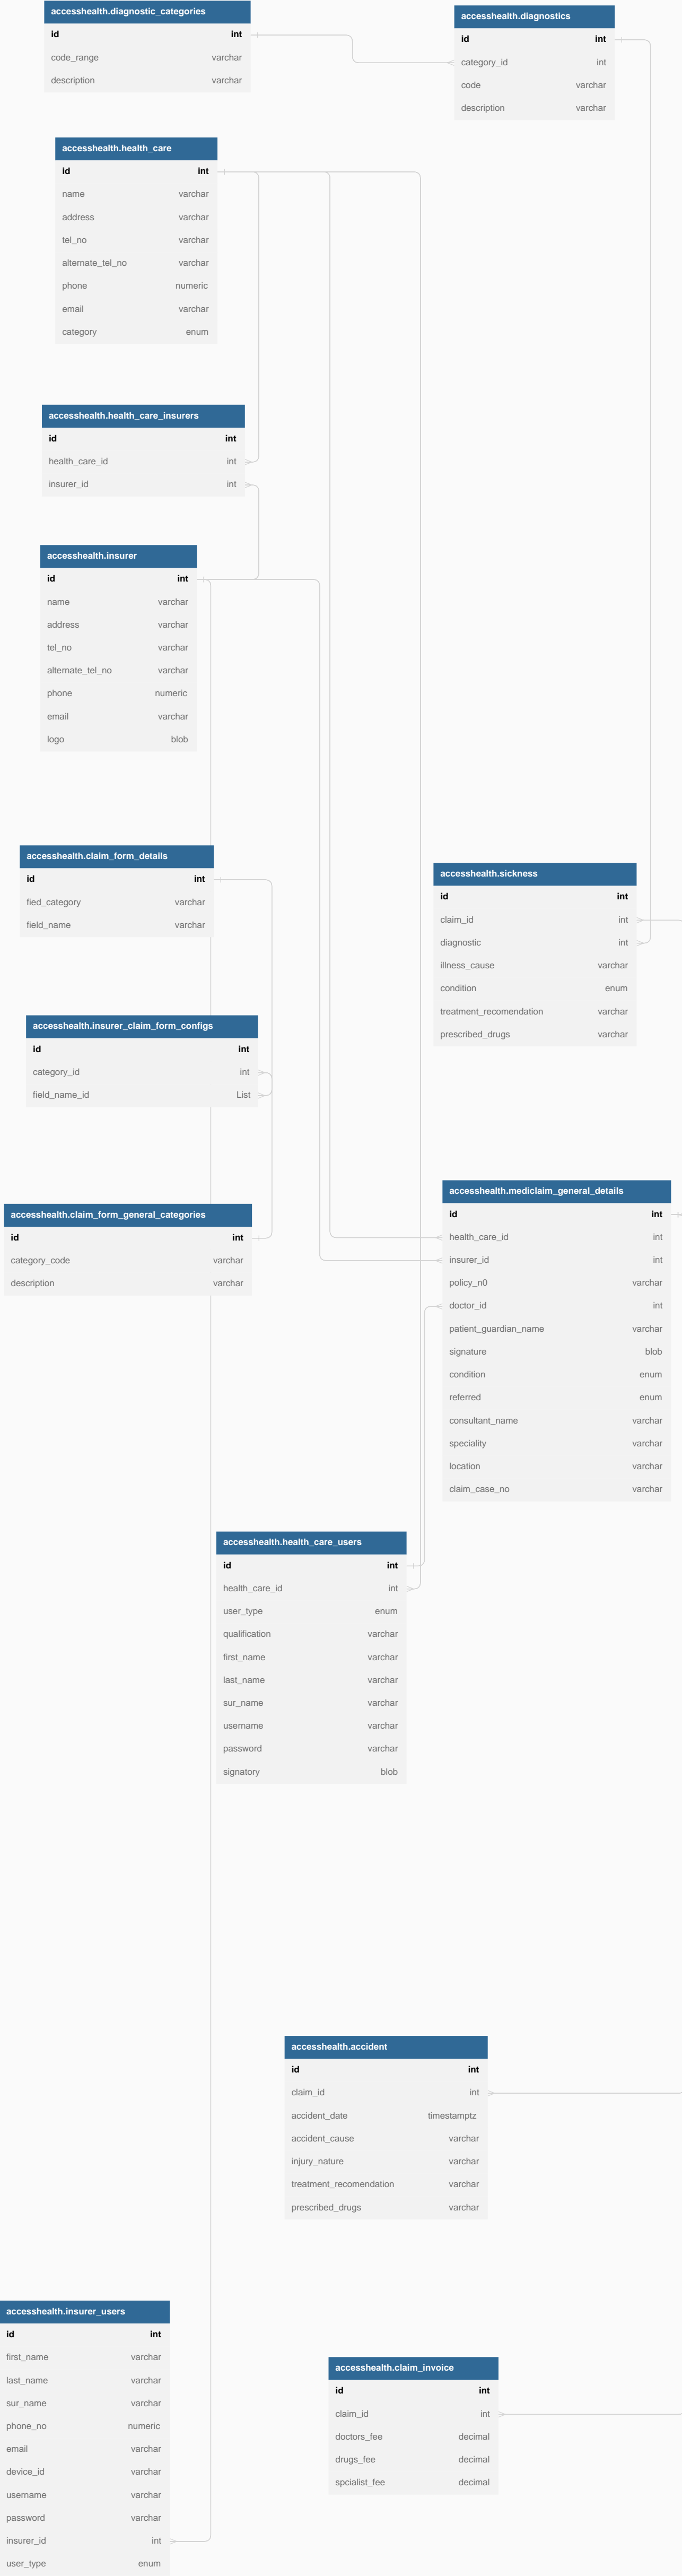 accesshealth.diagnostic_categories
id int
code_range varchar
description varchar
accesshealth.diagnostics
id int
category_id int
code varchar
description varchar
accesshealth.health_care
id int
name varchar
address varchar
tel_no varchar
alternate_tel_no varchar
phone numeric
email varchar
category enum
accesshealth.health_care_insurers
id int
health_care_id int
insurer_id int
accesshealth.insurer
id int
name varchar
address varchar
tel_no varchar
alternate_tel_no varchar
phone numeric
email varchar
logo blob
accesshealth.claim_form_details
id int
fied_category varchar
field_name varchar
accesshealth.sickness
id int
claim_id int
diagnostic int
illness_cause varchar
condition enum
treatment_recomendation varchar
prescribed_drugs varchar
accesshealth.insurer_claim_form_configs
id int
category_id int
field_name_id List
accesshealth.claim_form_general_categories
id int
category_code varchar
description varchar
accesshealth.mediclaim_general_details
id int
health_care_id int
insurer_id int
policy_n0 varchar
doctor_id int
patient_guardian_name varchar
signature blob
condition enum
referred enum
consultant_name varchar
speciality varchar
location varchar
claim_case_no varchar
accesshealth.health_care_users
id int
health_care_id int
user_type enum
qualification varchar
first_name varchar
last_name varchar
sur_name varchar
username varchar
password varchar
signatory blob
accesshealth.accident
id int
claim_id int
accident_date timestamptz
accident_cause varchar
injury_nature varchar
treatment_recomendation varchar
prescribed_drugs varchar
accesshealth.insurer_users
id int
first_name varchar
last_name varchar
sur_name varchar
phone_no numeric
email varchar
device_id varchar
username varchar
password varchar
insurer_id int
user_type enum
accesshealth.claim_invoice
id int
claim_id int
doctors_fee decimal
drugs_fee decimal
spcialist_fee decimal